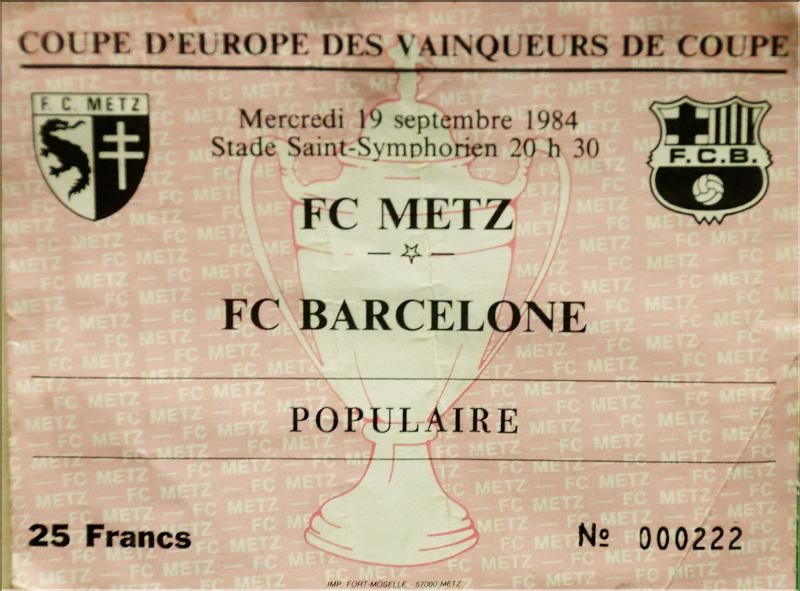 COUPE D'EUROPE DES VAINQUEURS DE COUPE
F. C. METZ
Mercredi 19 septembre 1984
Stade Saint-Symphorien 20 h 30
F.C.B.
FC METZ
FC BARCELONE
POPULAIRE
25 Francs
Nº 000222
IMP. FORT-MOSELLE - 57000 METZ